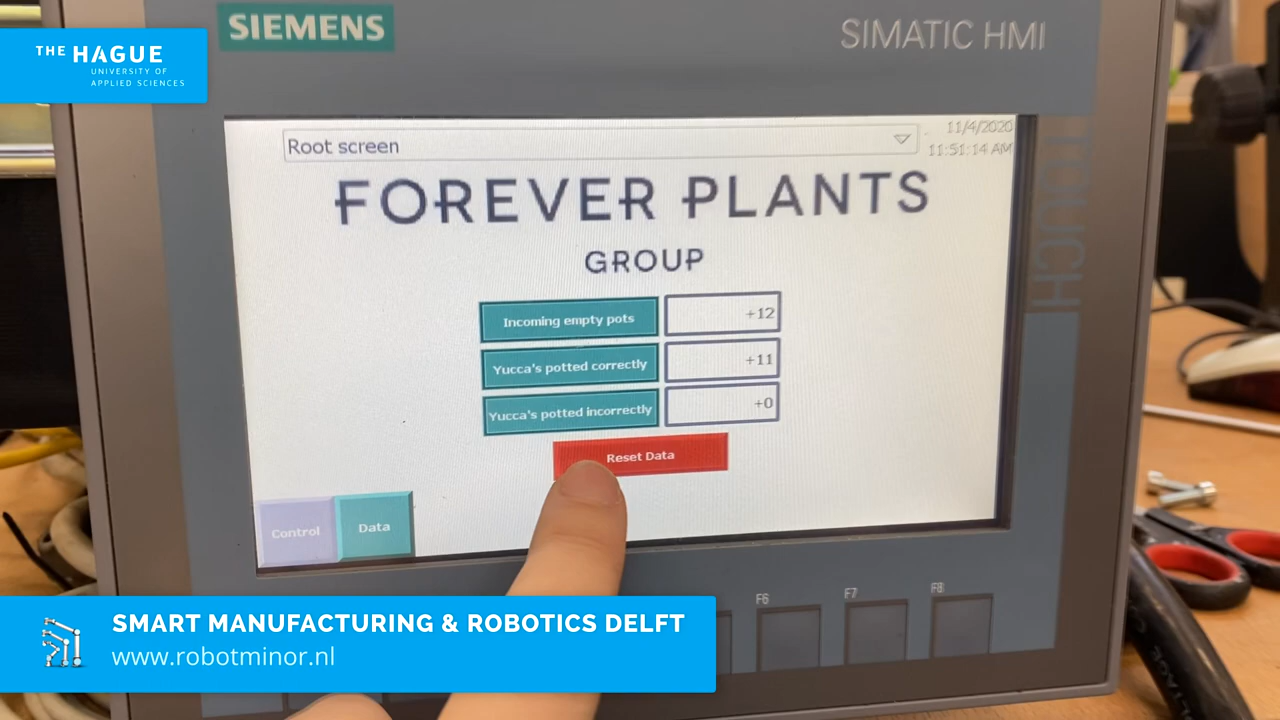 SIEMENS
SIMATIC HMI
THE HAGUE
UNIVERSITY OF
APPLIED SCIENCES
Root screen
11/4/2020
11:51:14 AM
TOUCH
FOREVER PLANTS
GROUP
Incoming empty pots +12
Yucca's potted correctly +11
Yucca's potted incorrectly +0
Reset Data
Control
Data
F6
F7
F8
SMART MANUFACTURING & ROBOTICS DELFT
www.robotminor.nl